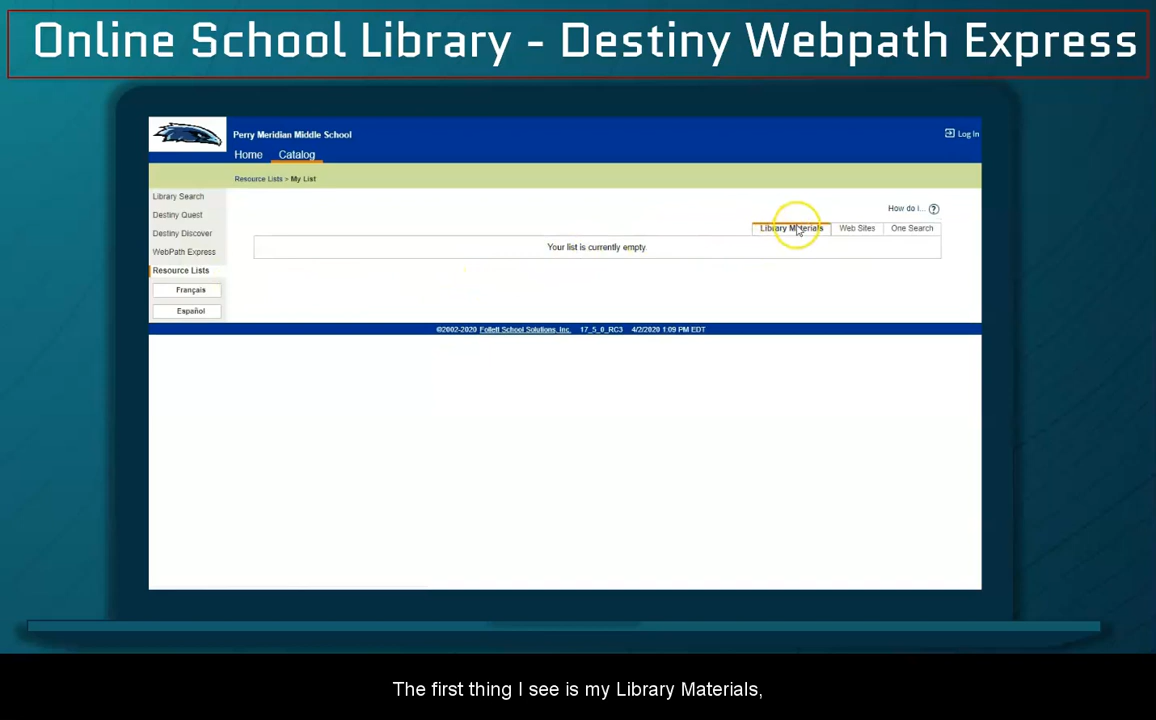 Online School Library - Destiny Webpath Express
Perry Meridian Middle School
Log In
Home Catalog
Resource Lists > My List
Library Search
Destiny Quest
Destiny Discover
WebPath Express
Resource Lists
Français
Español
How do I... ?
Library Materials Web Sites One Search
Your list is currently empty.
©2002-2020 Follett School Solutions, Inc. 17_5_0_RC3 4/2/2020 1:09 PM EDT
The first thing I see is my Library Materials,